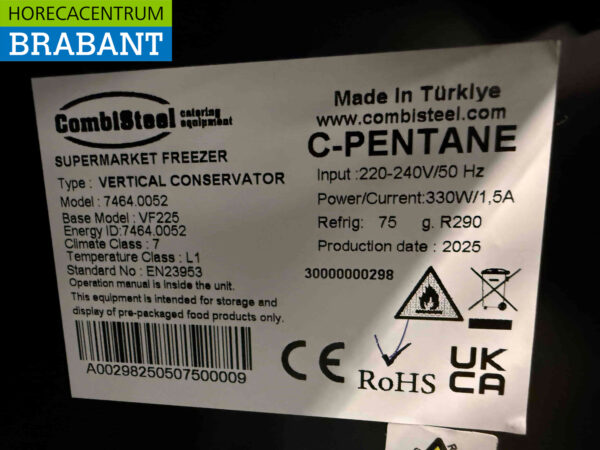 HORECACENTRUM
BRABANT
CombiSteel catering equipment
SUPERMARKET FREEZER
Type : VERTICAL CONSERVATOR
Model : 7464.0052
Base Model : VF225
Energy ID:7464.0052
Climate Class : 7
Temperature Class : L1
Standard No : EN23953
Operation manual is inside the unit.
This equipment is intended for storage and
display of pre-packaged food products only.
A00298250507500009
Made In Türkiye
www.combisteel.com
C-PENTANE
Input :220-240V/50 Hz
Power/Current:330W/1,5A
Refrig: 75 g. R290
Production date : 2025
30000000298
CE
RoHS
UK
CA